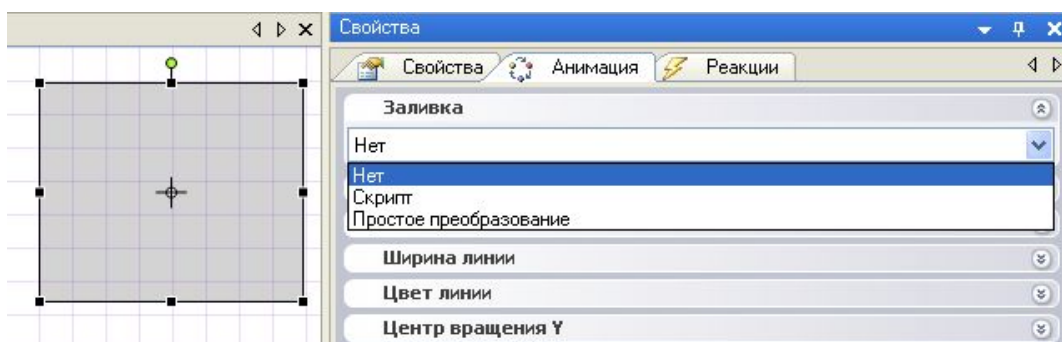 Свойства
Свойства Анимация Реакции
Заливка
Нет
Нет
Скрипт
Простое преобразование
Ширина линии
Цвет линии
Центр вращения Y